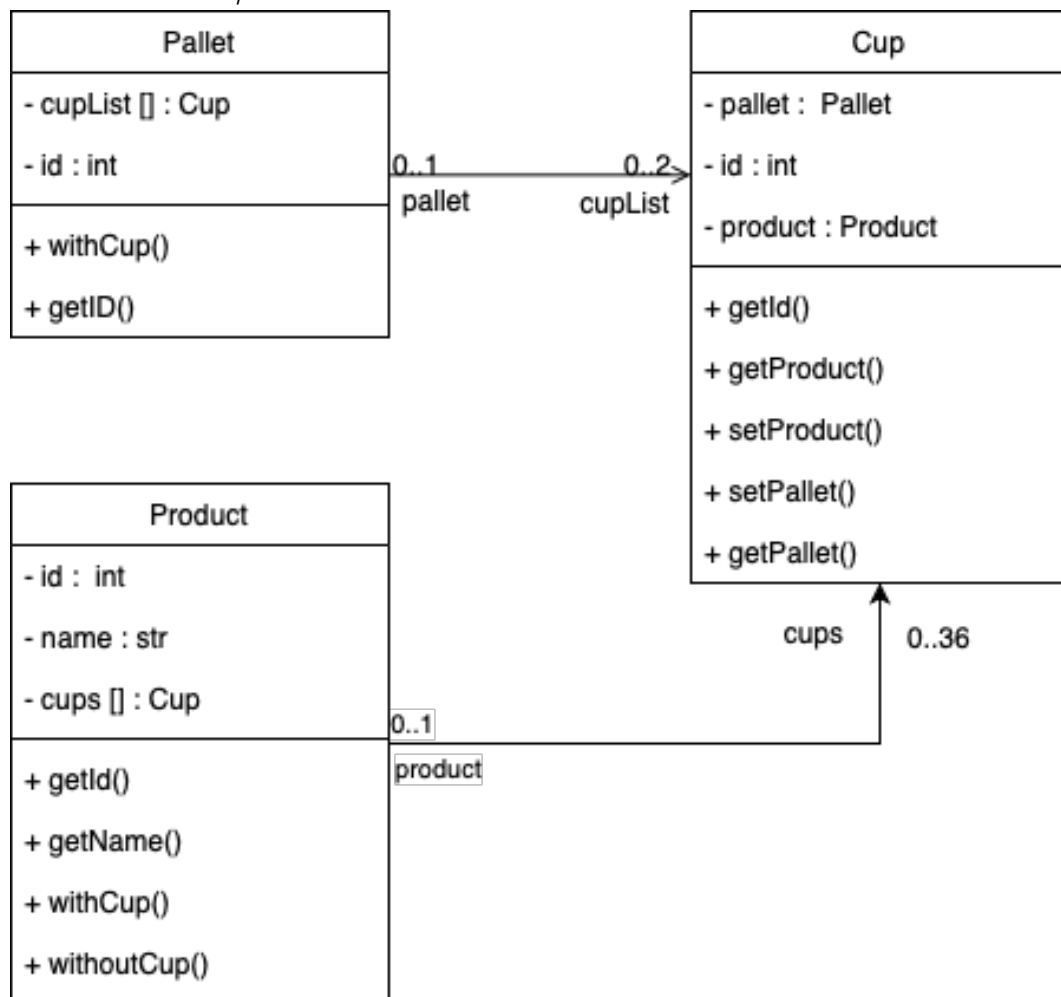 Pallet
- cupList [] : Cup
- id : int
+ withCup()
+ getID()
0..1
pallet
0..2
cupList
Cup
- pallet :  Pallet
- id : int
- product : Product
+ getId()
+ getProduct()
+ setProduct()
+ setPallet()
+ getPallet()
cups
0..36
Product
- id :  int
- name : str
- cups [] : Cup
+ getId()
+ getName()
+ withCup()
+ withoutCup()
0..1
product